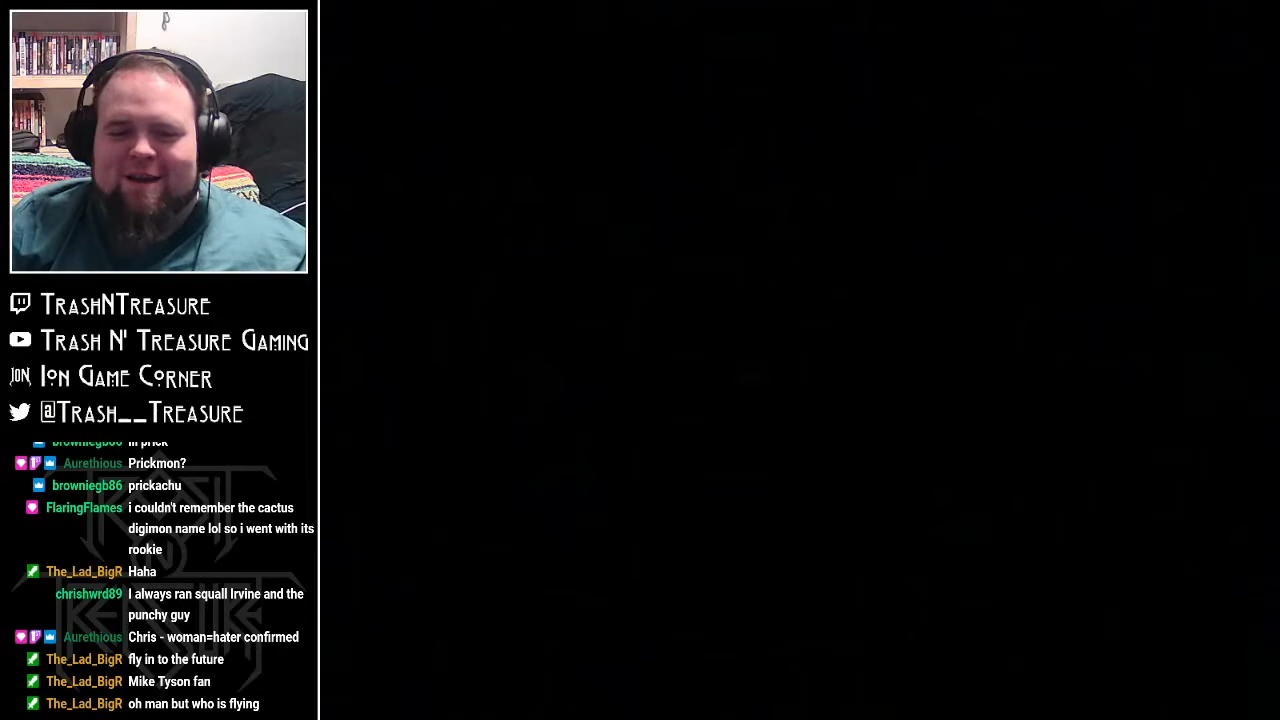 TrashNTreasure
Trash N' Treasure Gaming
Ion Game Corner
@Trash__Treasure
prick
Aurethious Prickmon?
browniegb86 prickachu
FlaringFlames i couldn't remember the cactus
digimon name lol so i went with its
rookie
The_Lad_BigR Haha
chrishwrd89 I always ran squall Irvine and the
punchy guy
Aurethious Chris - woman=hater confirmed
The_Lad_BigR fly in to the future
The_Lad_BigR Mike Tyson fan
The_Lad_BigR oh man but who is flying